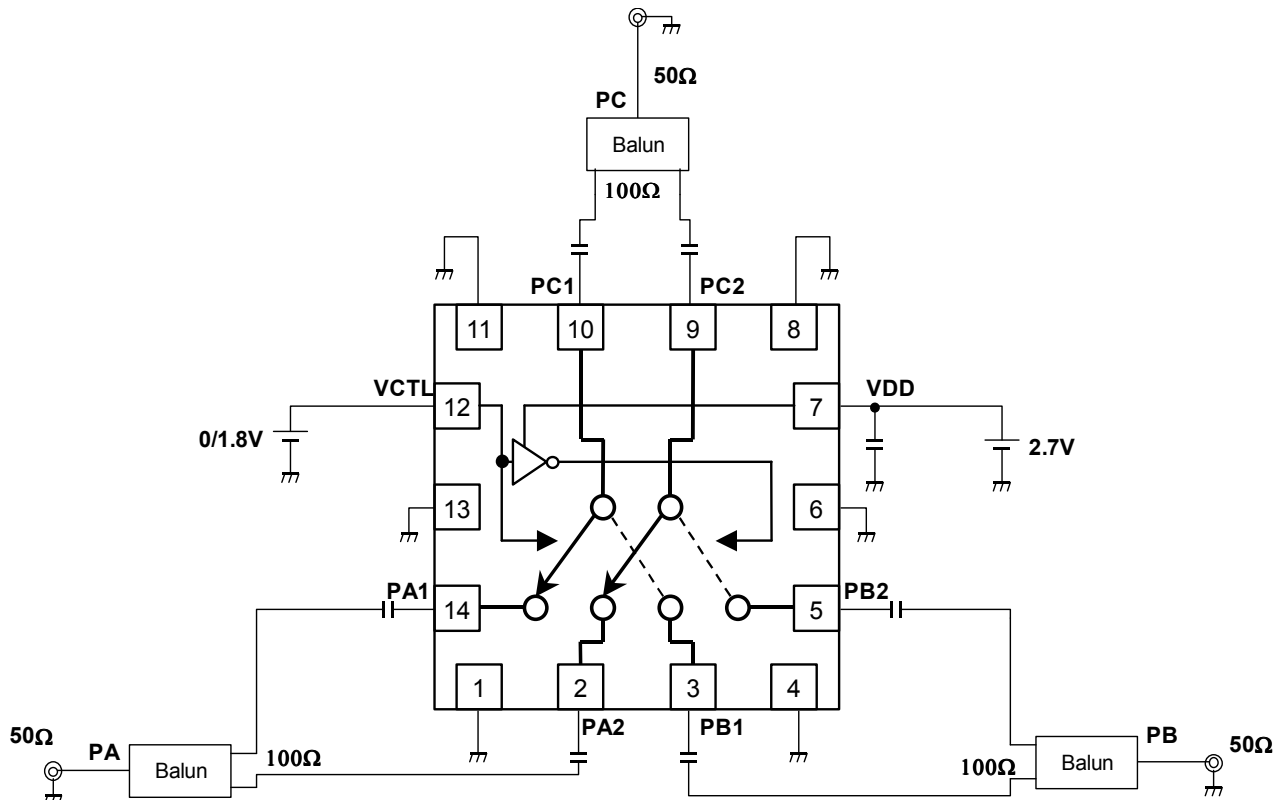 50Ω
PC
Balun
100Ω
PC1
PC2
11
10
9
8
VCTL
12
7
VDD
0/1.8V
2.7V
13
6
PA1
14
5
PB2
1
2
3
4
PA2
PB1
50Ω
PA
Balun
100Ω
100Ω
Balun
PB
50Ω